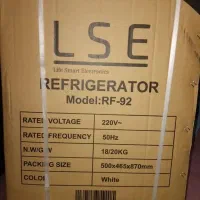 LSE
Life Smart Electronics
REFRIGERATOR
Model:RF-92
RATED VOLTAGE 220V~
RATED FREQUENCY 50Hz
N.W/G.W 18/20KG
PACKING SIZE 500x465x870mm
COLOR White